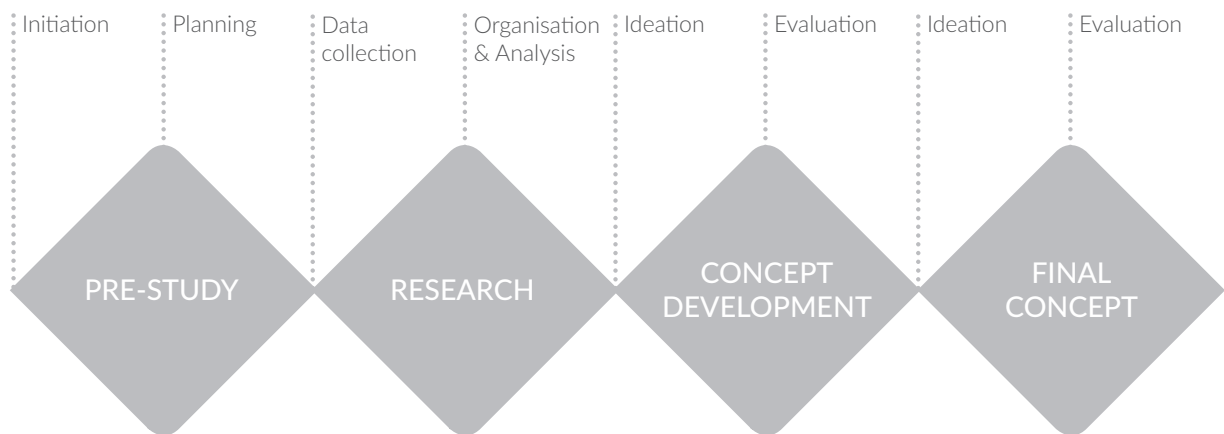 Initiation
Planning
Data
collection
Organisation
& Analysis
Ideation
Evaluation
Ideation
Evaluation
PRE-STUDY
RESEARCH
CONCEPT
DEVELOPMENT
FINAL
CONCEPT